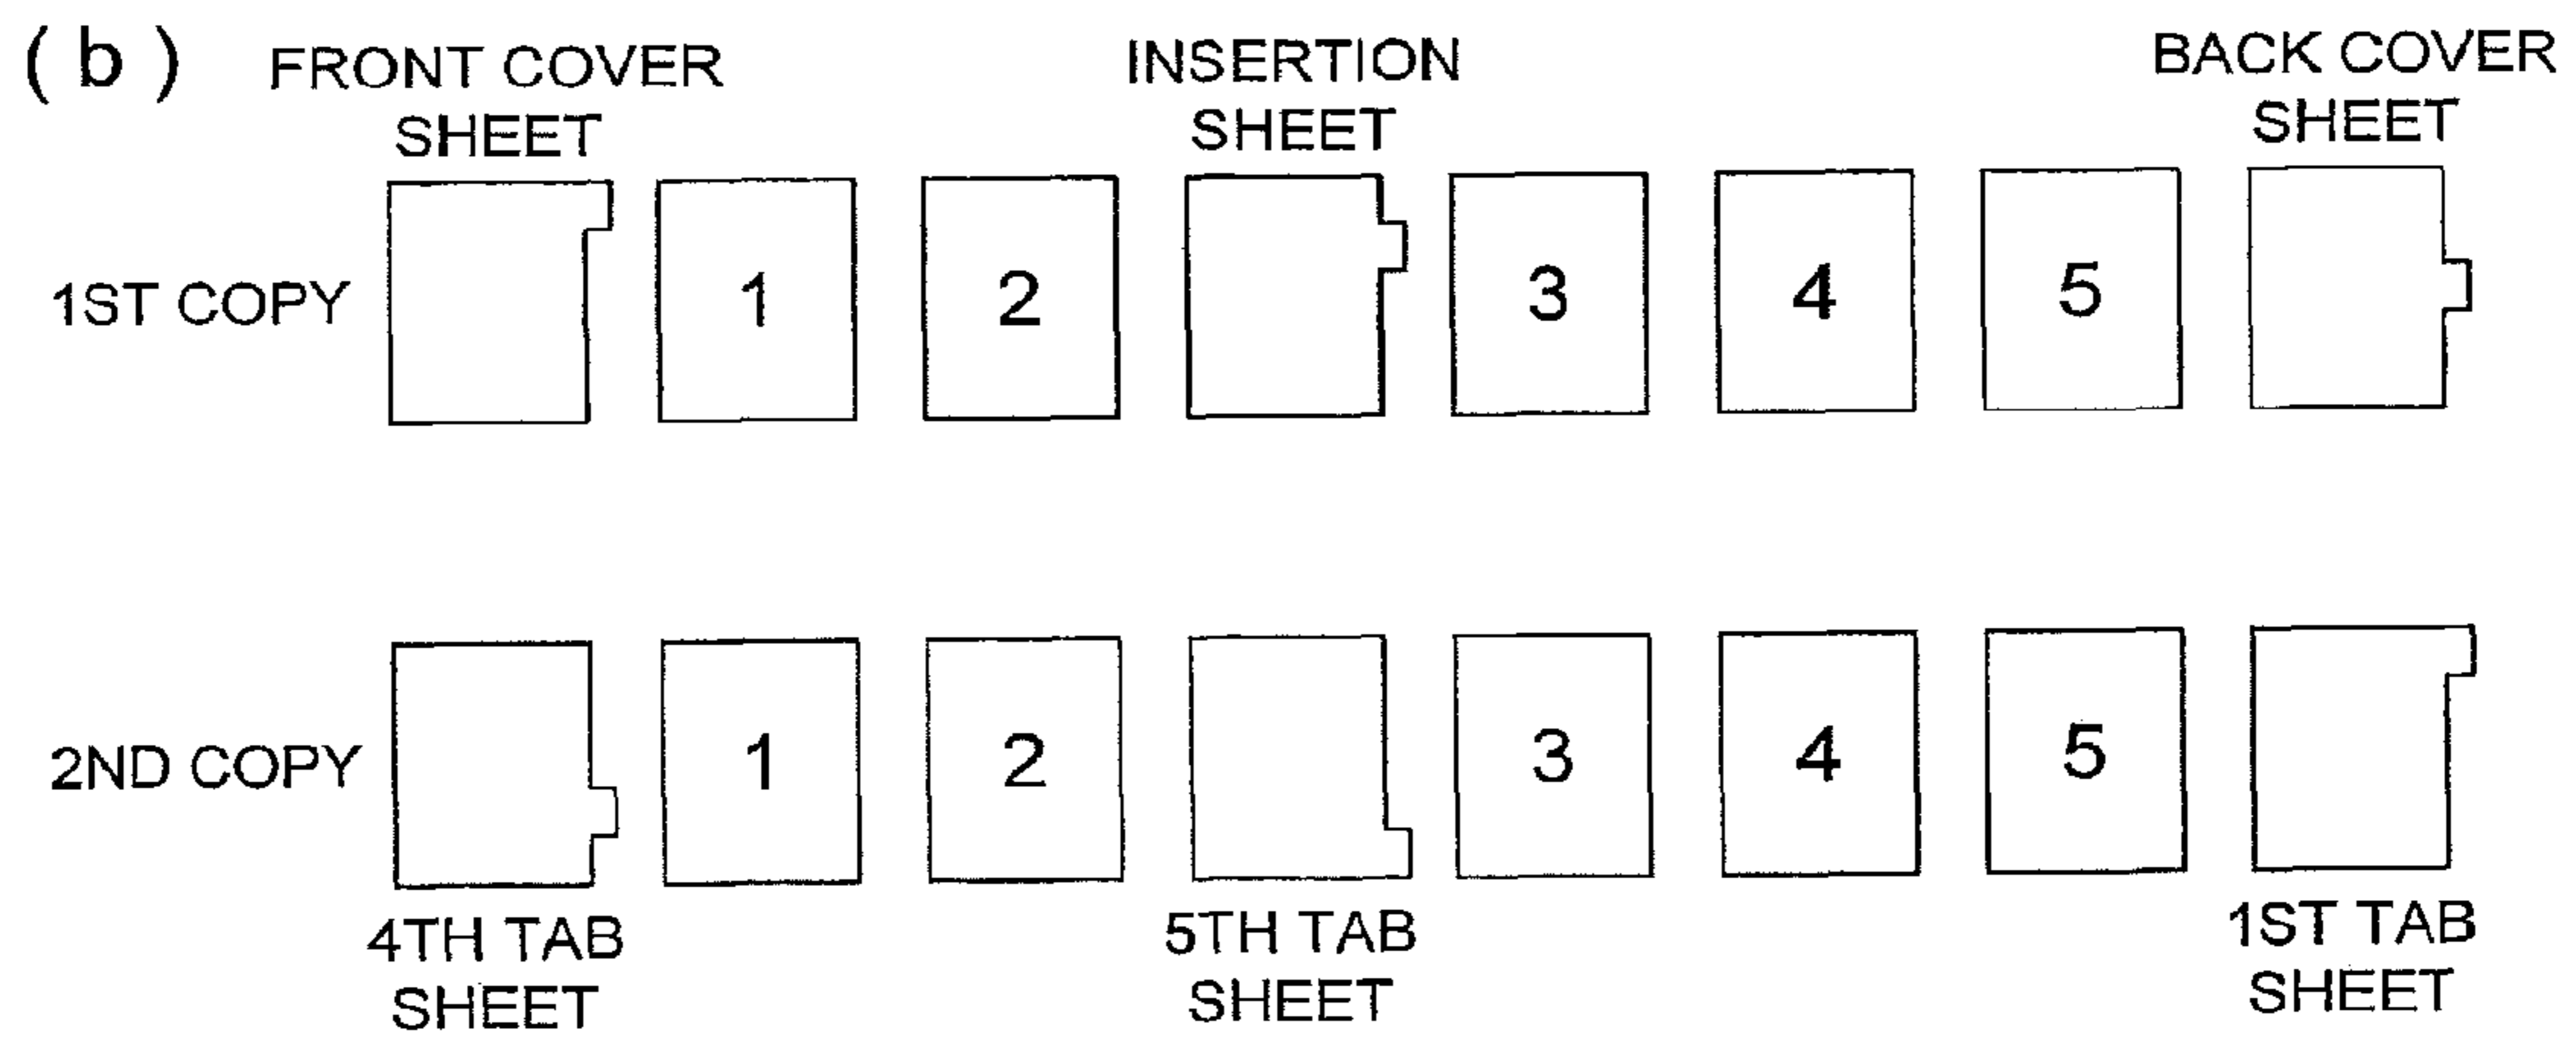 ( b )
FRONT COVER
SHEET
INSERTION
SHEET
BACK COVER
SHEET
1ST COPY
1
2
3
4
5
2ND COPY
1
2
3
4
5
4TH TAB
SHEET
5TH TAB
SHEET
1ST TAB
SHEET